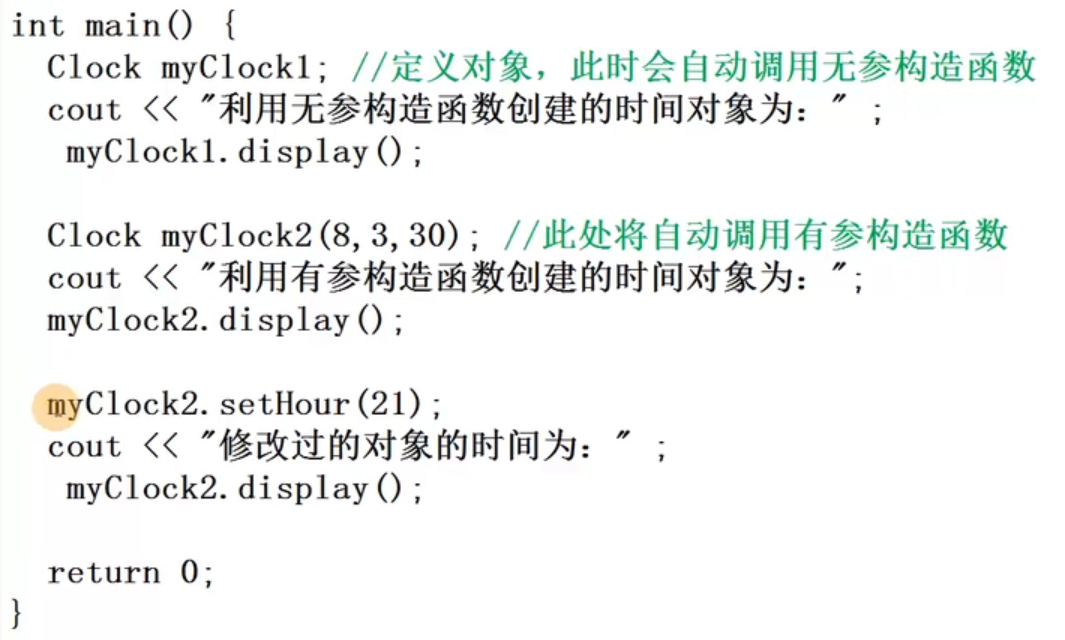 int main() {
Clock myClock1; //定义对象，此时会自动调用无参构造函数
cout << "利用无参构造函数创建的时间对象为：" ;
myClock1.display();
Clock myClock2(8,3,30); //此处将自动调用有参构造函数
cout << "利用有参构造函数创建的时间对象为：";
myClock2.display();
myClock2.setHour(21);
cout << "修改过的对象的时间为：" ;
myClock2.display();
return 0;
}